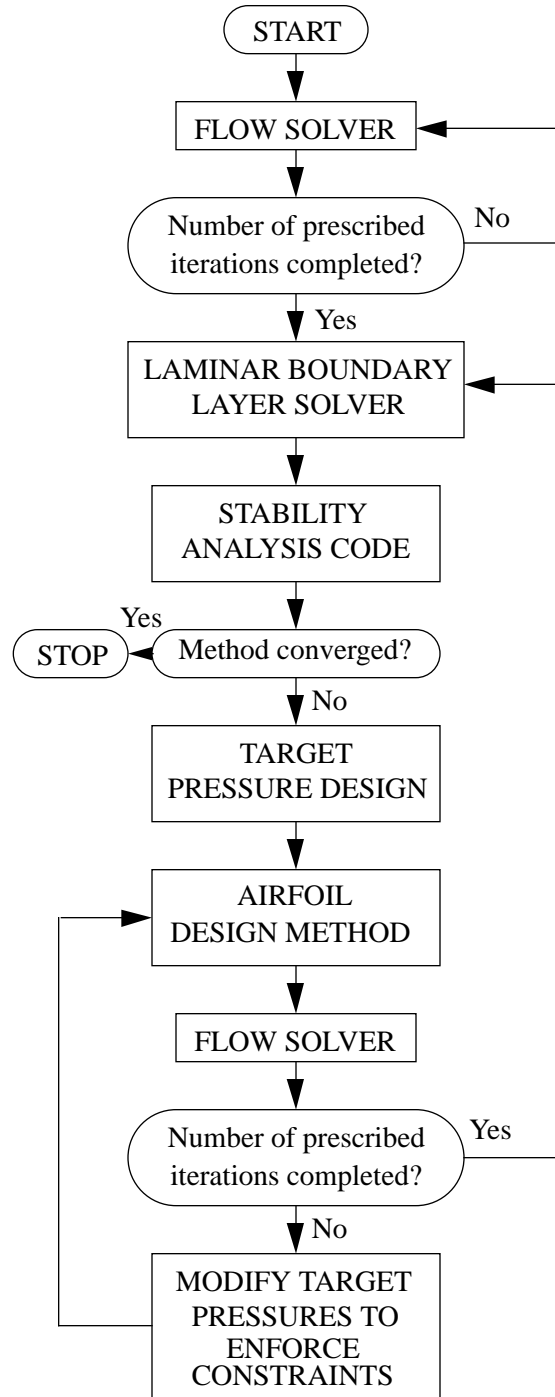 START
FLOW SOLVER
Number of prescribed
No
iterations completed?
Yes
LAMINAR BOUNDARY
LAYER SOLVER
STABILITY
ANALYSIS CODE
Yes
STOP
Method converged?
No
TARGET
PRESSURE DESIGN
AIRFOIL
DESIGN METHOD
FLOW SOLVER
Number of prescribed
Yes
iterations completed?
No
MODIFY TARGET
PRESSURES TO
ENFORCE
CONSTRAINTS